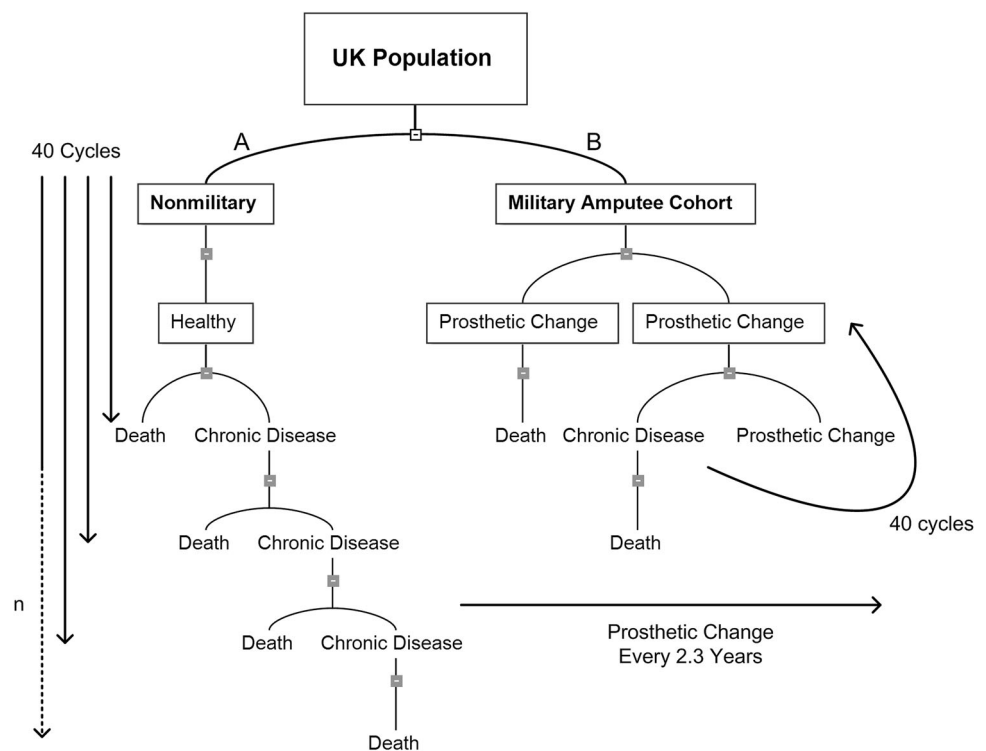 UK Population
A
B
40 Cycles
Nonmilitary
Military Amputee Cohort
Healthy
Prosthetic Change
Prosthetic Change
Death
Chronic Disease
Death
Chronic Disease
Prosthetic Change
40 cycles
Death
Chronic Disease
Death
n
Death
Chronic Disease
Prosthetic Change
Every 2.3 Years
Death